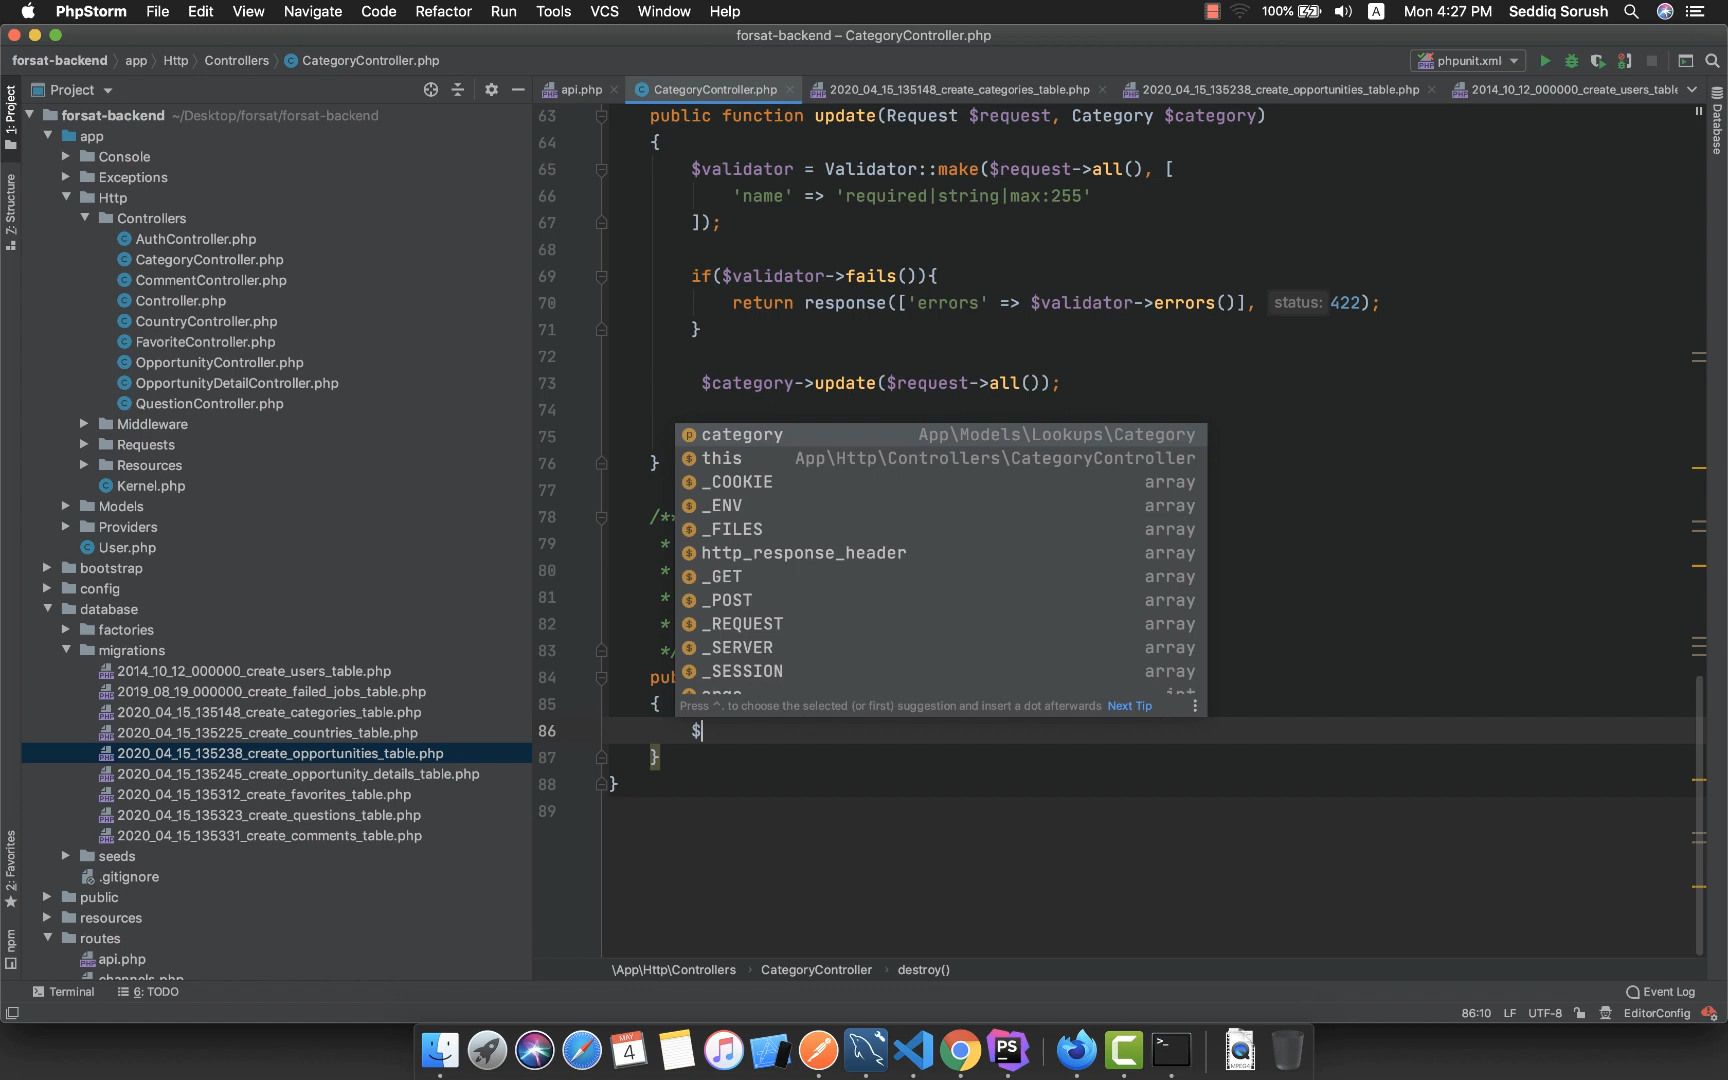 PhpStorm File Edit View Navigate Code Refactor Run Tools VCS Window Help 100% A Mon 4:27 PM Seddiq Sorush
forsat-backend – CategoryController.php
forsat-backend app Http Controllers CategoryController.php phpunit.xml
Project api.php CategoryController.php 2020_04_15_135148_create_categories_table.php 2020_04_15_135238_create_opportunities_table.php 2014_10_12_000000_create_users_table
1: Project
7: Structure
2: Favorites
npm
Database
forsat-backend ~/Desktop/forsat/forsat-backend
app
Console
Exceptions
Http
Controllers
AuthController.php
CategoryController.php
CommentController.php
Controller.php
CountryController.php
FavoriteController.php
OpportunityController.php
OpportunityDetailController.php
QuestionController.php
Middleware
Requests
Resources
Kernel.php
Models
Providers
User.php
bootstrap
config
database
factories
migrations
2014_10_12_000000_create_users_table.php
2019_08_19_000000_create_failed_jobs_table.php
2020_04_15_135148_create_categories_table.php
2020_04_15_135225_create_countries_table.php
2020_04_15_135238_create_opportunities_table.php
2020_04_15_135245_create_opportunity_details_table.php
2020_04_15_135312_create_favorites_table.php
2020_04_15_135323_create_questions_table.php
2020_04_15_135331_create_comments_table.php
seeds
.gitignore
public
resources
routes
api.php
channels.php
63 public function update(Request $request, Category $category)
64 {
65 $validator = Validator::make($request->all(), [
66 'name' => 'required|string|max:255'
67 ]);
68
69 if($validator->fails()){
70 return response(['errors' => $validator->errors()], status: 422);
71 }
72
73 $category->update($request->all());
74
75
76 }
77
78 /**
79 *
80 *
81 *
82 *
83 */
84 pub
85 {
86 $
87 }
88 }
89
category App\Models\Lookups\Category
this App\Http\Controllers\CategoryController
_COOKIE array
_ENV array
_FILES array
http_response_header array
_GET array
_POST array
_REQUEST array
_SERVER array
_SESSION array
Press ^. to choose the selected (or first) suggestion and insert a dot afterwards Next Tip
\App\Http\Controllers CategoryController destroy()
Terminal 6: TODO Event Log
86:10 LF UTF-8 EditorConfig
MAY
4
PS